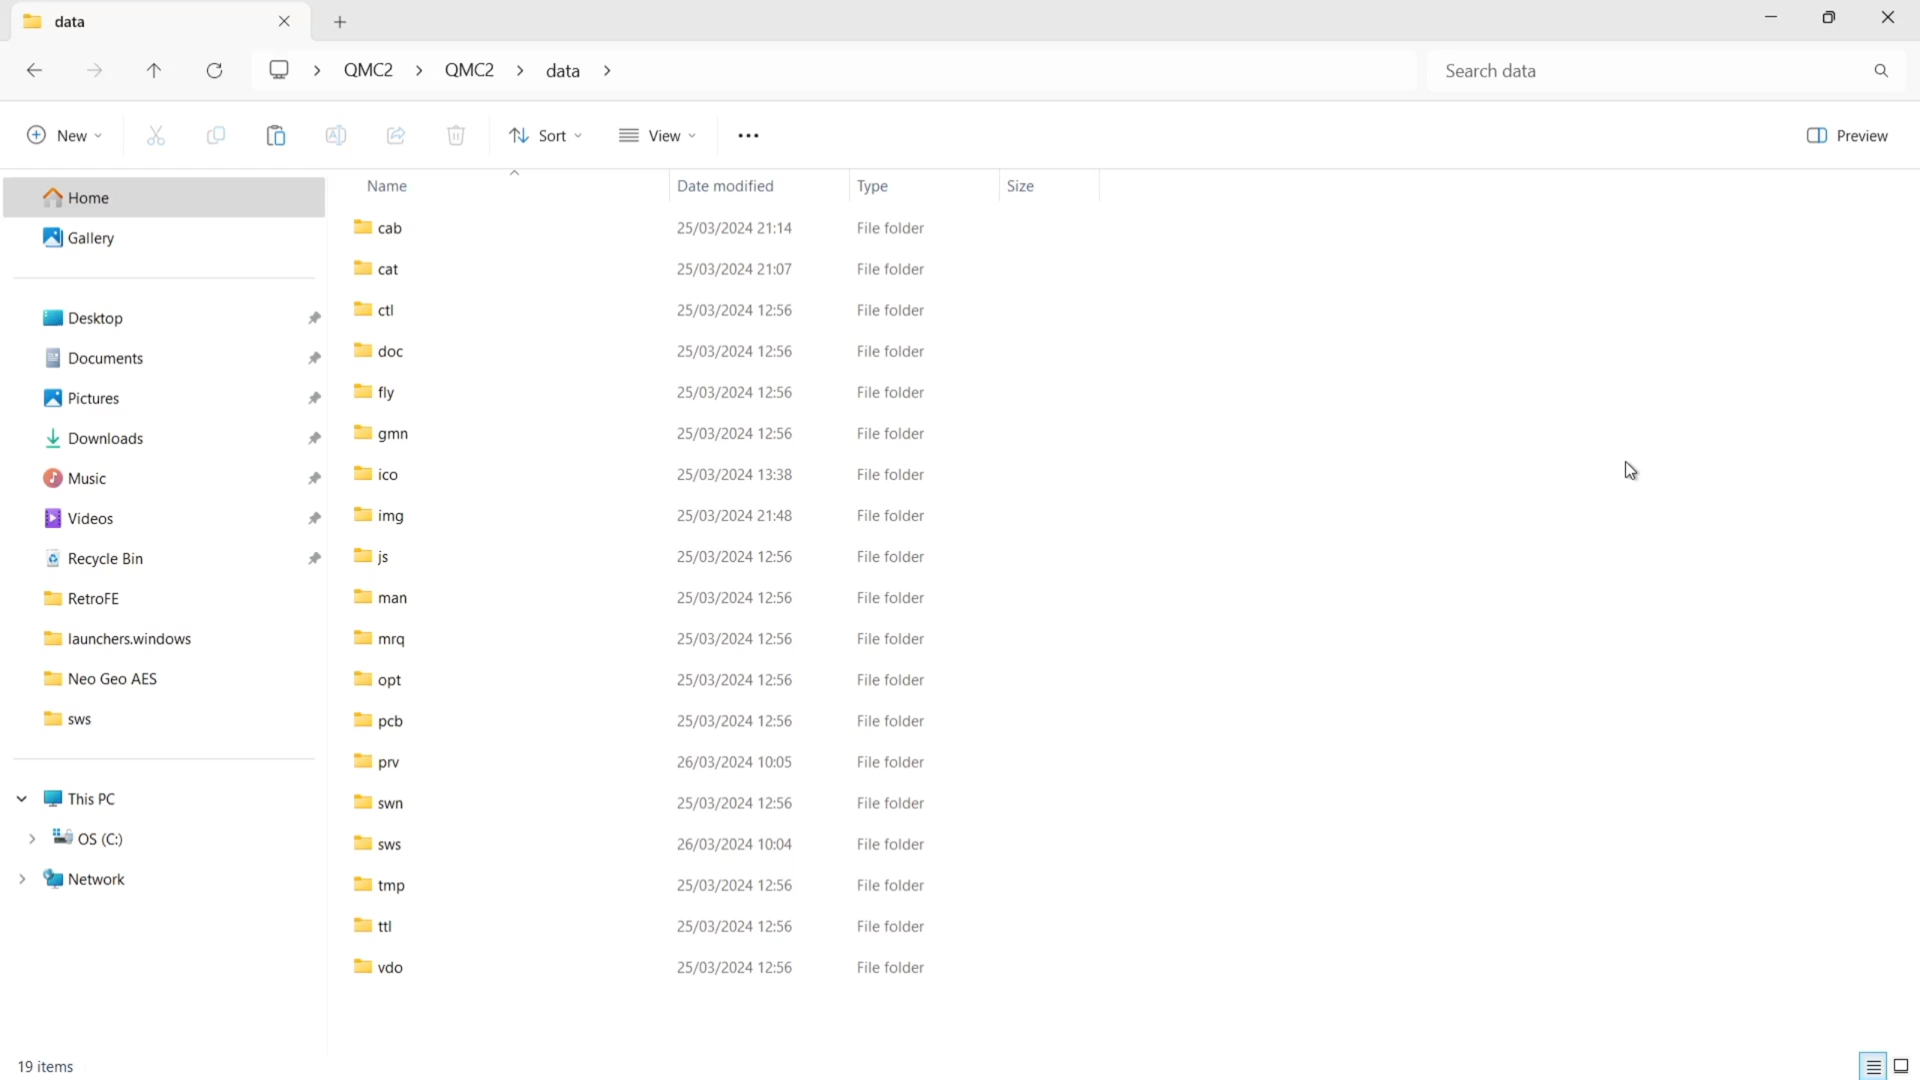 data
QMC2 > QMC2 > data >
Search data
New
Sort
View
Preview
Home
Gallery
Desktop
Documents
Pictures
Downloads
Music
Videos
Recycle Bin
RetroFE
launchers.windows
Neo Geo AES
sws
This PC
OS (C:)
Network
Name Date modified Type Size
cab 25/03/2024 21:14 File folder
cat 25/03/2024 21:07 File folder
ctl 25/03/2024 12:56 File folder
doc 25/03/2024 12:56 File folder
fly 25/03/2024 12:56 File folder
gmn 25/03/2024 12:56 File folder
ico 25/03/2024 13:38 File folder
img 25/03/2024 21:48 File folder
js 25/03/2024 12:56 File folder
man 25/03/2024 12:56 File folder
mrq 25/03/2024 12:56 File folder
opt 25/03/2024 12:56 File folder
pcb 25/03/2024 12:56 File folder
prv 26/03/2024 10:05 File folder
swn 25/03/2024 12:56 File folder
sws 26/03/2024 10:04 File folder
tmp 25/03/2024 12:56 File folder
ttl 25/03/2024 12:56 File folder
vdo 25/03/2024 12:56 File folder
19 items